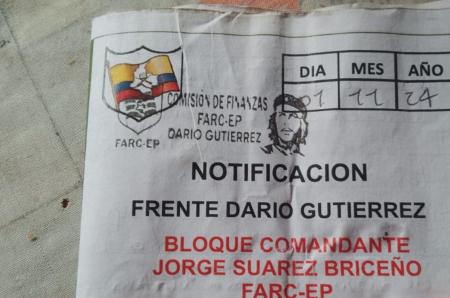 DIA MES AÑO
01 11 24
COMISIÓN DE FINANZAS
FARC-EP
DARIO GUTIERREZ
FARC-EP
NOTIFICACION
FRENTE DARIO GUTIERREZ
BLOQUE COMANDANTE
JORGE SUAREZ BRICEÑO
FARC-EP